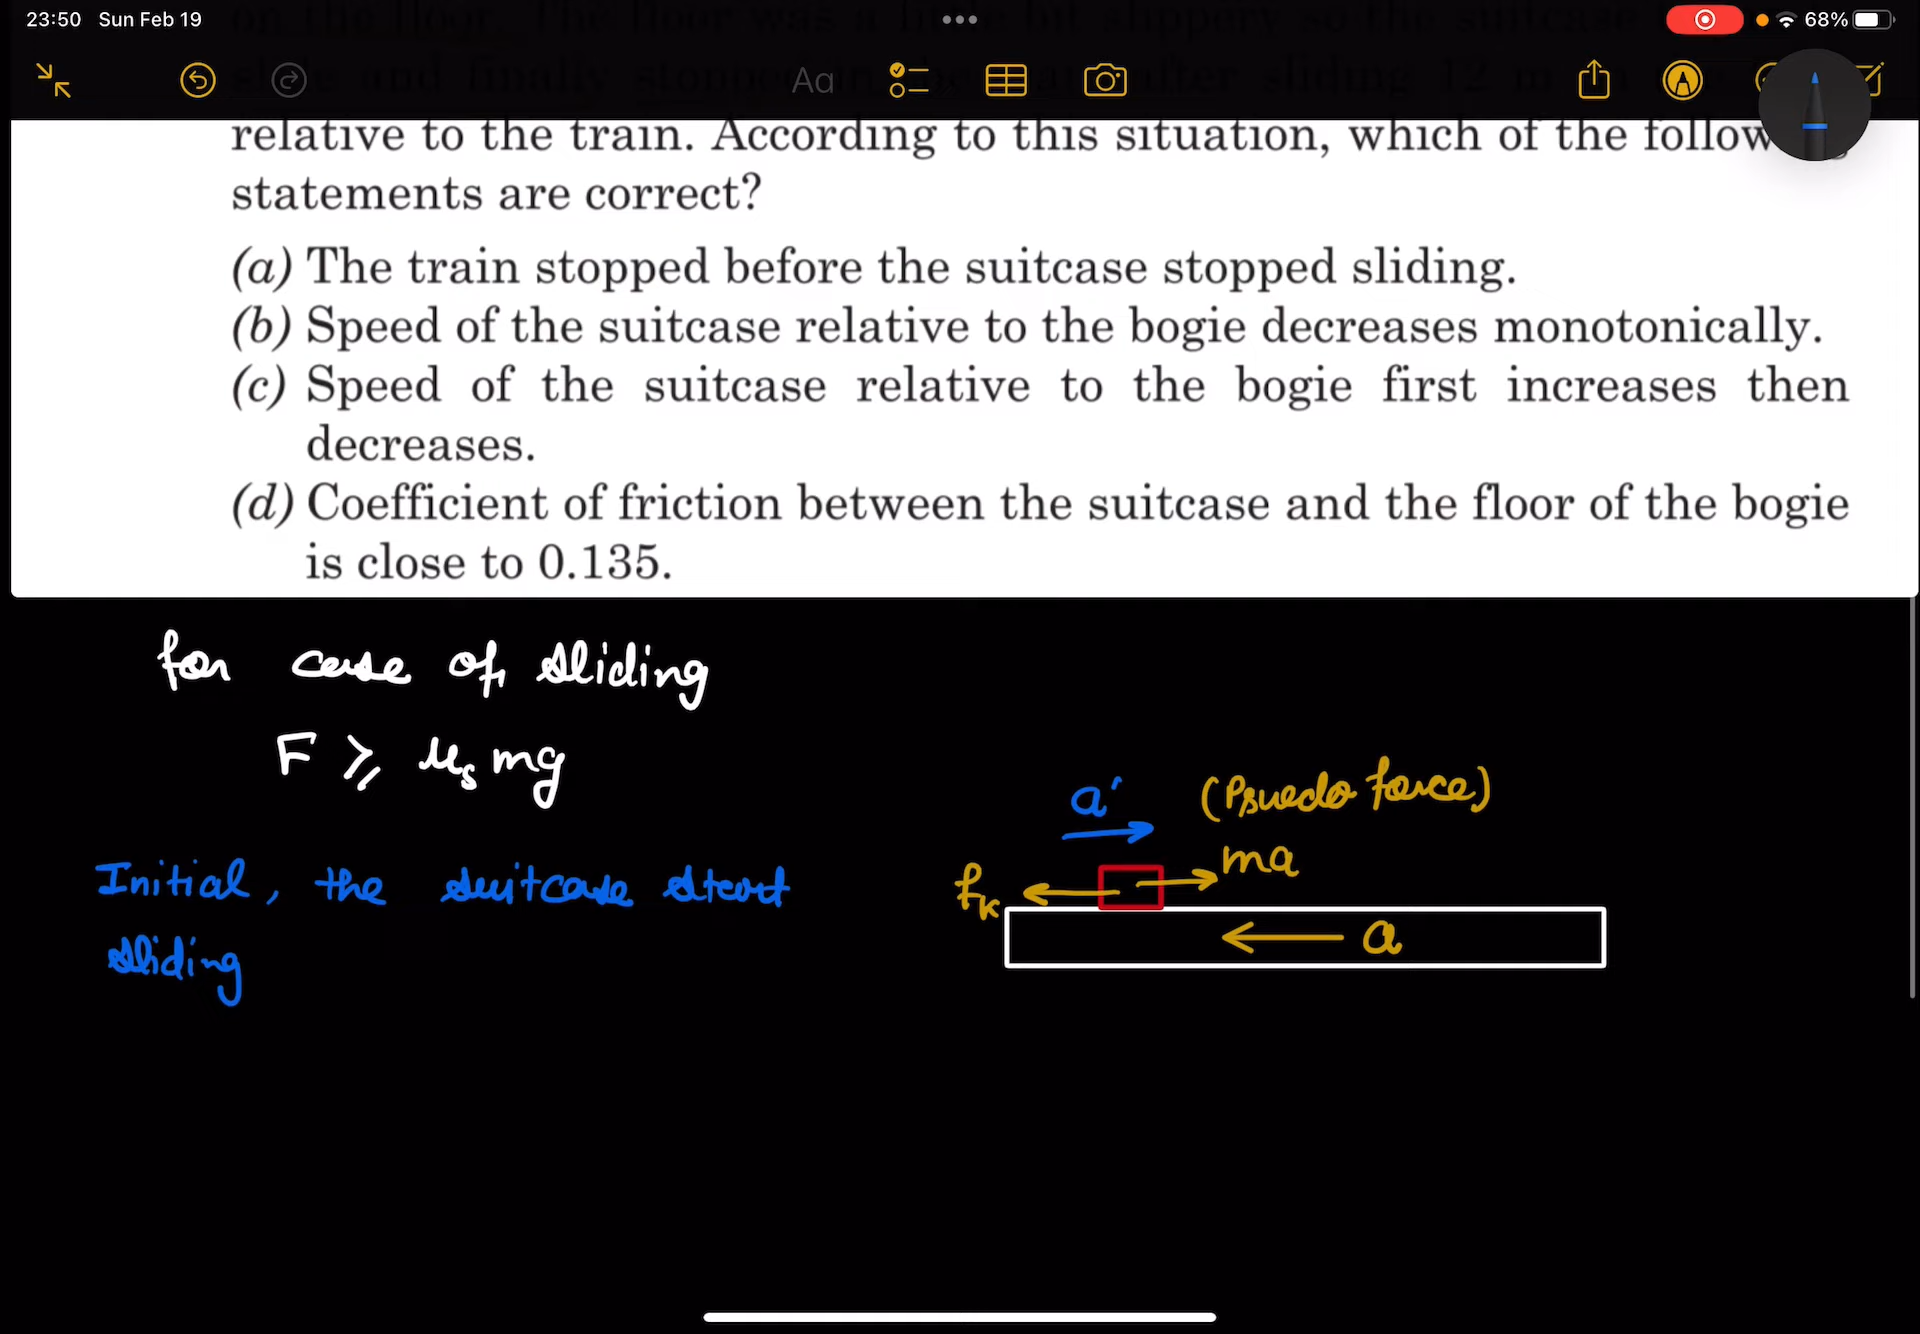 23:50 Sun Feb 19
68%
Aa
relative to the train. According to this situation, which of the
statements are correct?
(a) The train stopped before the suitcase stopped sliding.
(b) Speed of the suitcase relative to the bogie decreases monotonically.
(c) Speed of the suitcase relative to the bogie first increases then
decreases.
(d) Coefficient of friction between the suitcase and the floor of the bogie
is close to 0.135.
for case of sliding
F ⩾ μs mg
a' (Psuedo force)
Initial, the suitcase start
sliding
fk ma
a